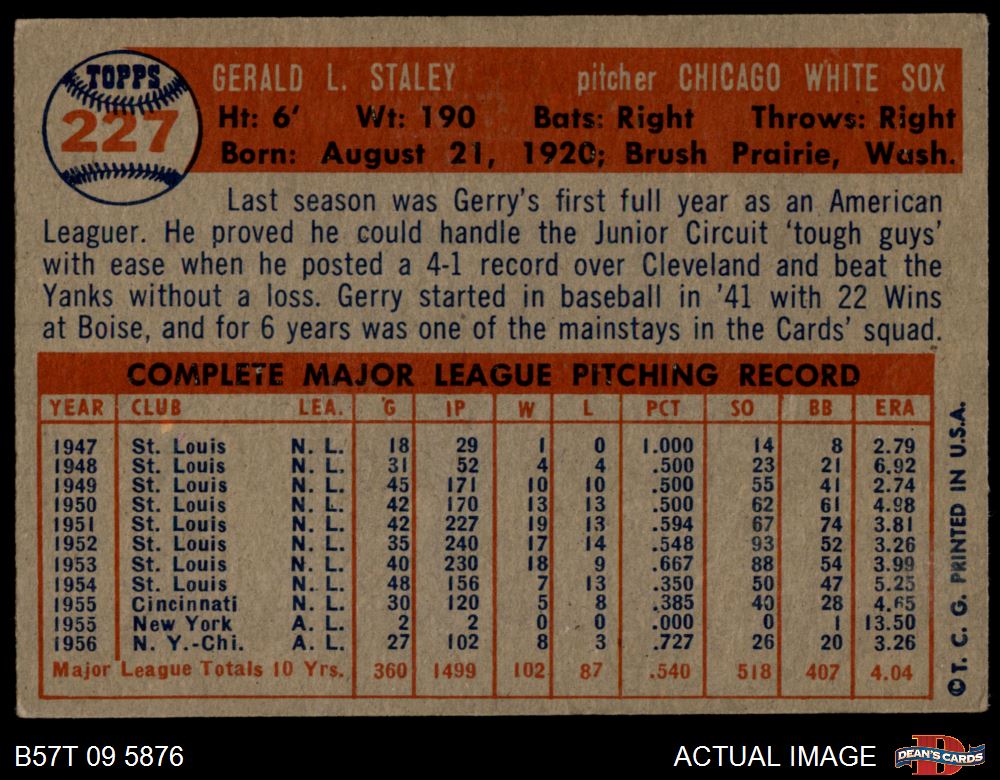 TOPPS
227
GERALD L. STALEY pitcher CHICAGO WHITE SOX
Ht: 6' Wt: 190 Bats: Right Throws: Right
Born: August 21, 1920; Brush Prairie, Wash.
Last season was Gerry's first full year as an American
Leaguer. He proved he could handle the Junior Circuit 'tough guys'
with ease when he posted a 4-1 record over Cleveland and beat the
Yanks without a loss. Gerry started in baseball in '41 with 22 Wins
at Boise, and for 6 years was one of the mainstays in the Cards' squad.
COMPLETE MAJOR LEAGUE PITCHING RECORD
YEAR CLUB LEA. G IP W L PCT SO BB ERA
1947 St. Louis N. L. 18 29 1 0 1.000 14 8 2.79
1948 St. Louis N. L. 31 52 4 4 .500 23 21 6.92
1949 St. Louis N. L. 45 171 10 10 .500 55 41 2.74
1950 St. Louis N. L. 42 170 13 13 .500 62 61 4.98
1951 St. Louis N. L. 42 227 19 13 .594 67 74 3.81
1952 St. Louis N. L. 35 240 17 14 .548 93 52 3.26
1953 St. Louis N. L. 40 230 18 9 .667 88 54 3.99
1954 St. Louis N. L. 48 156 7 13 .350 50 47 5.25
1955 Cincinnati N. L. 30 120 5 8 .385 40 28 4.65
1955 New York A. L. 2 2 0 0 .000 0 1 13.50
1956 N. Y.-Chi. A. L. 27 102 8 3 .727 26 20 3.26
Major League Totals 10 Yrs. 360 1499 102 87 .540 518 407 4.04
© T. C. G. PRINTED IN U.S.A.
B57T 09 5876
ACTUAL IMAGE
DEAN'S CARDS